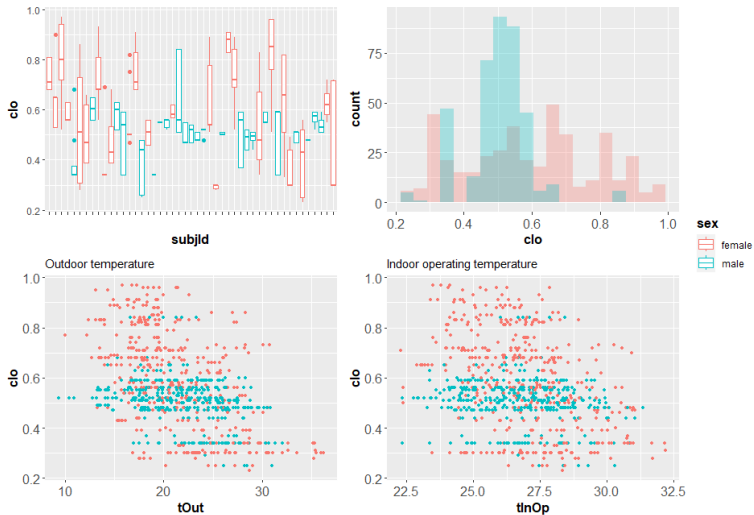 1.0
0.8
0.6
0.4
0.2
clo
subjId
75
50
25
0
count
0.2 0.4 0.6 0.8 1.0
clo
sex
female
male
Outdoor temperature
1.0
0.8
0.6
0.4
0.2
clo
10 20 30
tOut
Indoor operating temperature
1.0
0.8
0.6
0.4
0.2
clo
22.5 25.0 27.5 30.0 32.5
tInOp